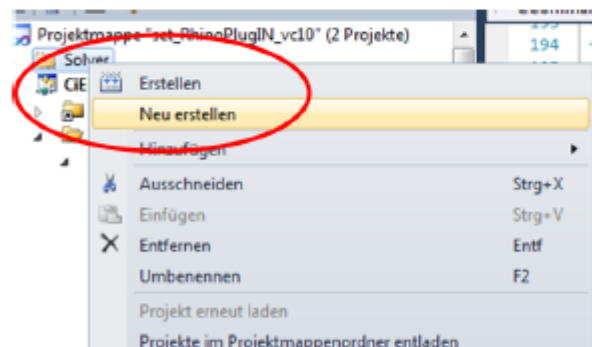 Projektmappe "set_RhinoPlugIN_vc10" (2 Projekte)
194
Solver
CiE
Erstellen
Neu erstellen
Hinzufügen
Ausschneiden Strg+X
Einfügen Strg+V
Entfernen Entf
Umbenennen F2
Projekt erneut laden
Projekte im Projektmappenordner entladen